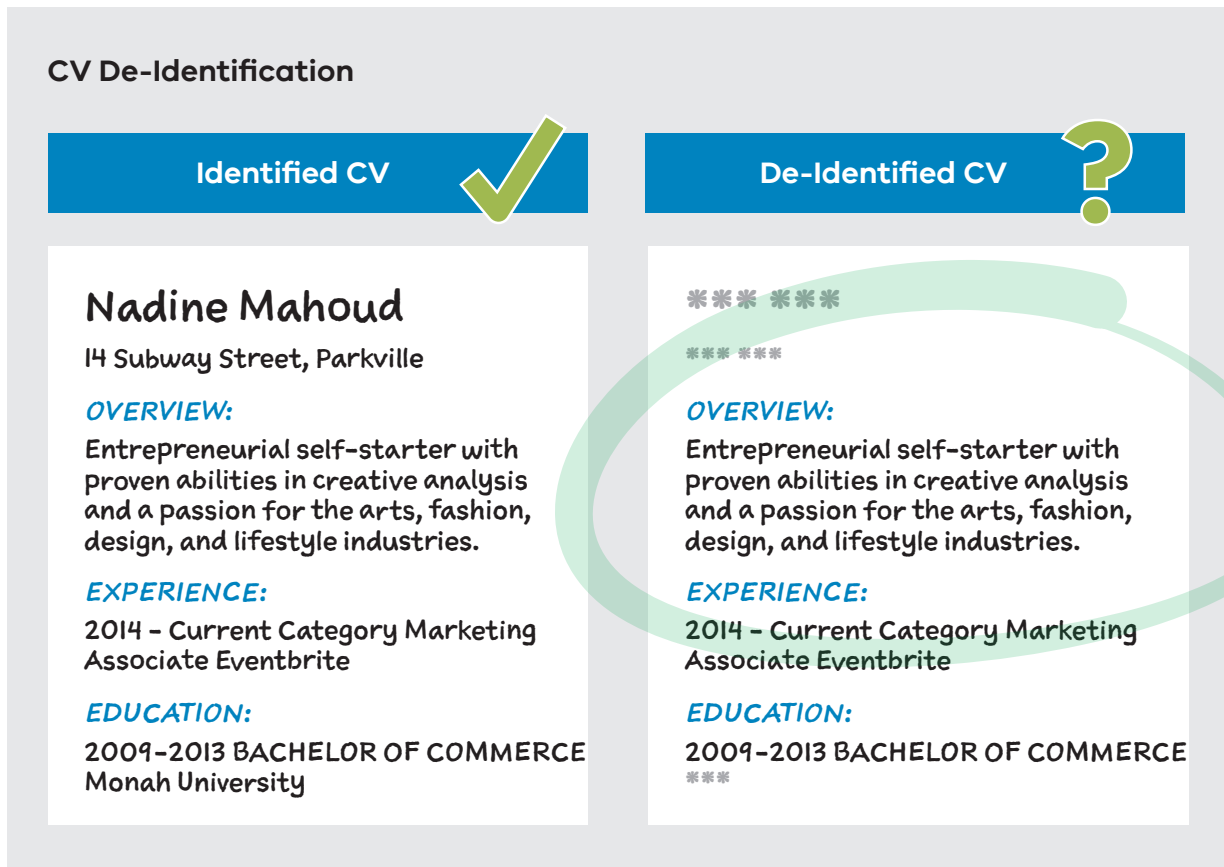 CV De-Identification
Identified CV
Nadine Mahoud
14 Subway Street, Parkville
OVERVIEW:
Entrepreneurial self-starter with
proven abilities in creative analysis
and a passion for the arts, fashion,
design, and lifestyle industries.
EXPERIENCE:
2014 - Current Category Marketing
Associate Eventbrite
EDUCATION:
2009-2013 BACHELOR OF COMMERCE
Monah University
De-Identified CV
?
*** ***
*** ***
OVERVIEW:
Entrepreneurial self-starter with
proven abilities in creative analysis
and a passion for the arts, fashion,
design, and lifestyle industries.
EXPERIENCE:
2014 - Current Category Marketing
Associate Eventbrite
EDUCATION:
2009-2013 BACHELOR OF COMMERCE
***